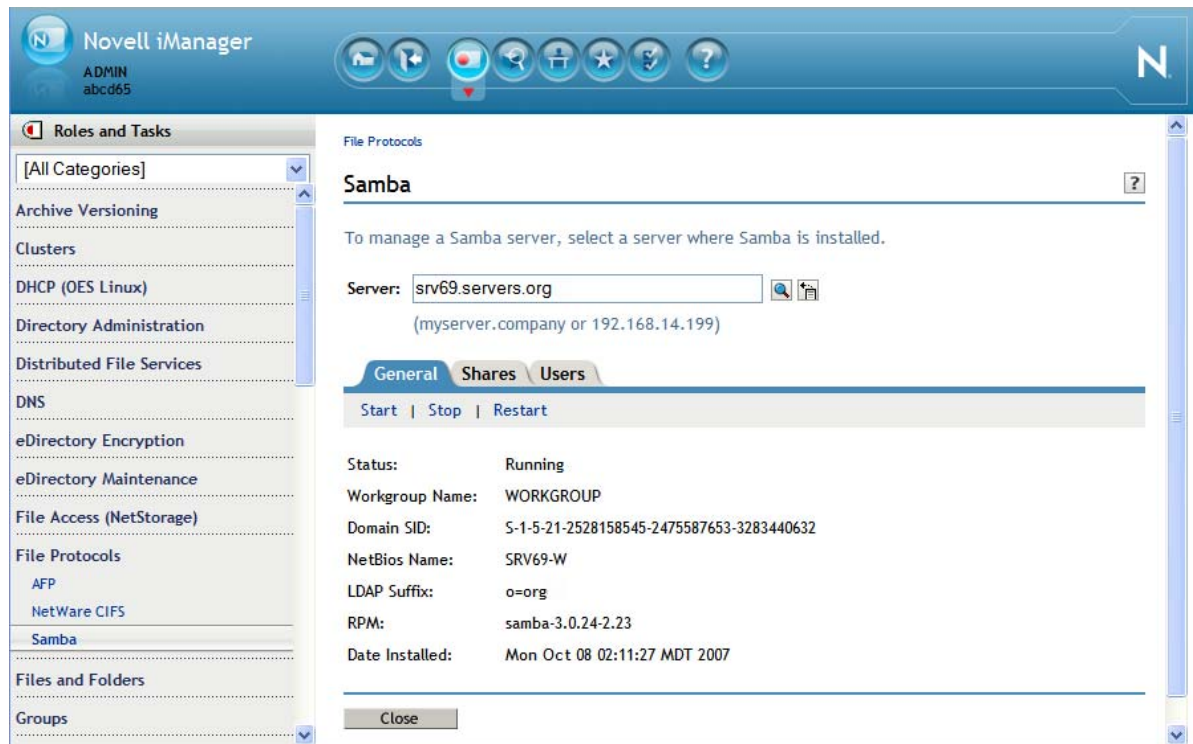 Novell iManager
ADMIN
abcd65
N
N
?
Roles and Tasks
[All Categories]
Archive Versioning
Clusters
DHCP (OES Linux)
Directory Administration
Distributed File Services
DNS
eDirectory Encryption
eDirectory Maintenance
File Access (NetStorage)
File Protocols
AFP
NetWare CIFS
Samba
Files and Folders
Groups
File Protocols
Samba
?
To manage a Samba server, select a server where Samba is installed.
Server: srv69.servers.org
(myserver.company or 192.168.14.199)
General Shares Users
Start | Stop | Restart
Status: Running
Workgroup Name: WORKGROUP
Domain SID: S-1-5-21-2528158545-2475587653-3283440632
NetBios Name: SRV69-W
LDAP Suffix: o=org
RPM: samba-3.0.24-2.23
Date Installed: Mon Oct 08 02:11:27 MDT 2007
Close